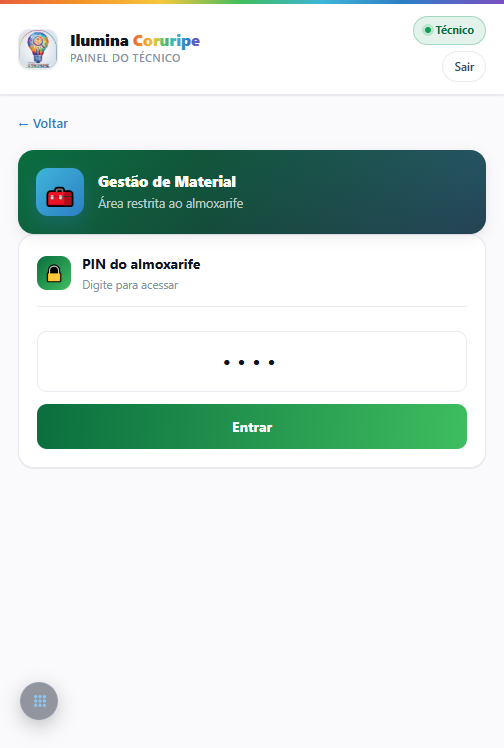 Ilumina Coruripe
PAINEL DO TÉCNICO
Técnico
Sair
← Voltar
Gestão de Material
Área restrita ao almoxarife
PIN do almoxarife
Digite para acessar
• • • •
Entrar